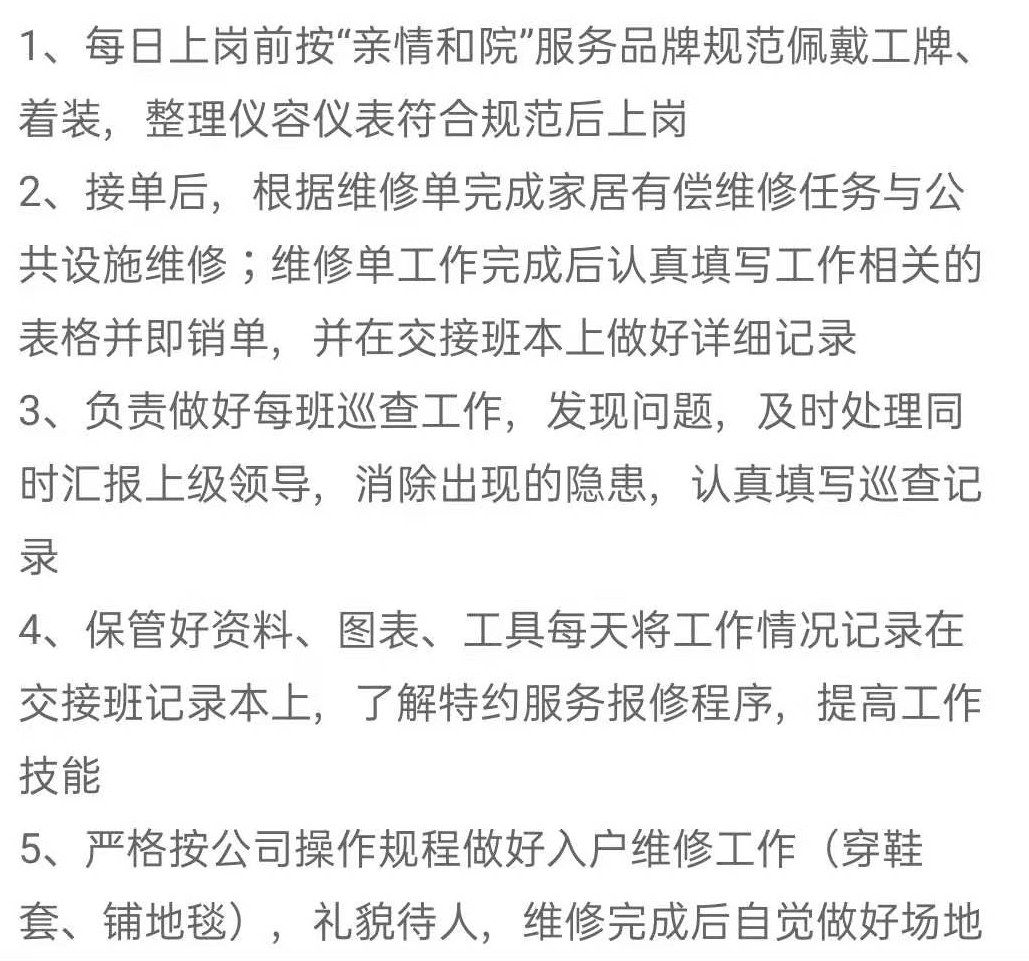 1、每日上岗前按“亲情和院”服务品牌规范佩戴工牌、
着装，整理仪容仪表符合规范后上岗
2、接单后，根据维修单完成家居有偿维修任务与公
共设施维修；维修单工作完成后认真填写工作相关的
表格并即销单，并在交接班本上做好详细记录
3、负责做好每班巡查工作，发现问题，及时处理同
时汇报上级领导，消除出现的隐患，认真填写巡查记
录
4、保管好资料、图表、工具每天将工作情况记录在
交接班记录本上，了解特约服务报修程序，提高工作
技能
5、严格按公司操作规程做好入户维修工作（穿鞋
套、铺地毯），礼貌待人，维修完成后自觉做好场地